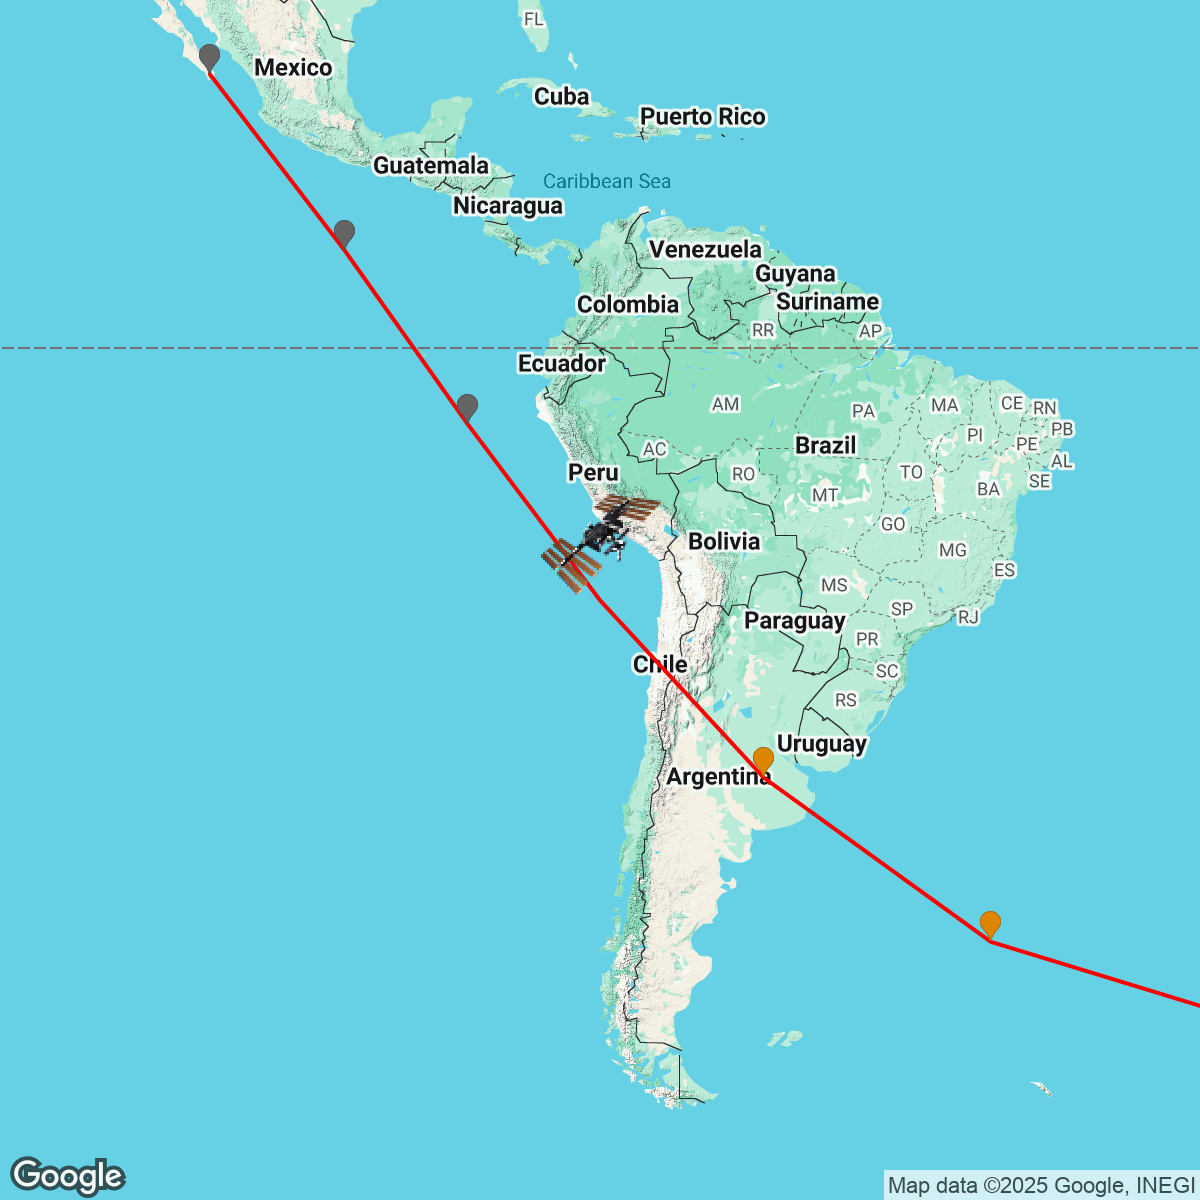 FL
Mexico
Cuba
Puerto Rico
Guatemala
Caribbean Sea
Nicaragua
Venezuela
Guyana
Colombia
Suriname
RR
AP
Ecuador
AM
PA
MA
CE
RN
PI
PB
PE
AC
Brazil
AL
Peru
RO
TO
SE
MT
BA
GO
Bolivia
MG
ES
MS
SP
RJ
Paraguay
PR
Chile
SC
RS
Uruguay
Argentina
Google
Map data ©2025 Google, INEGI